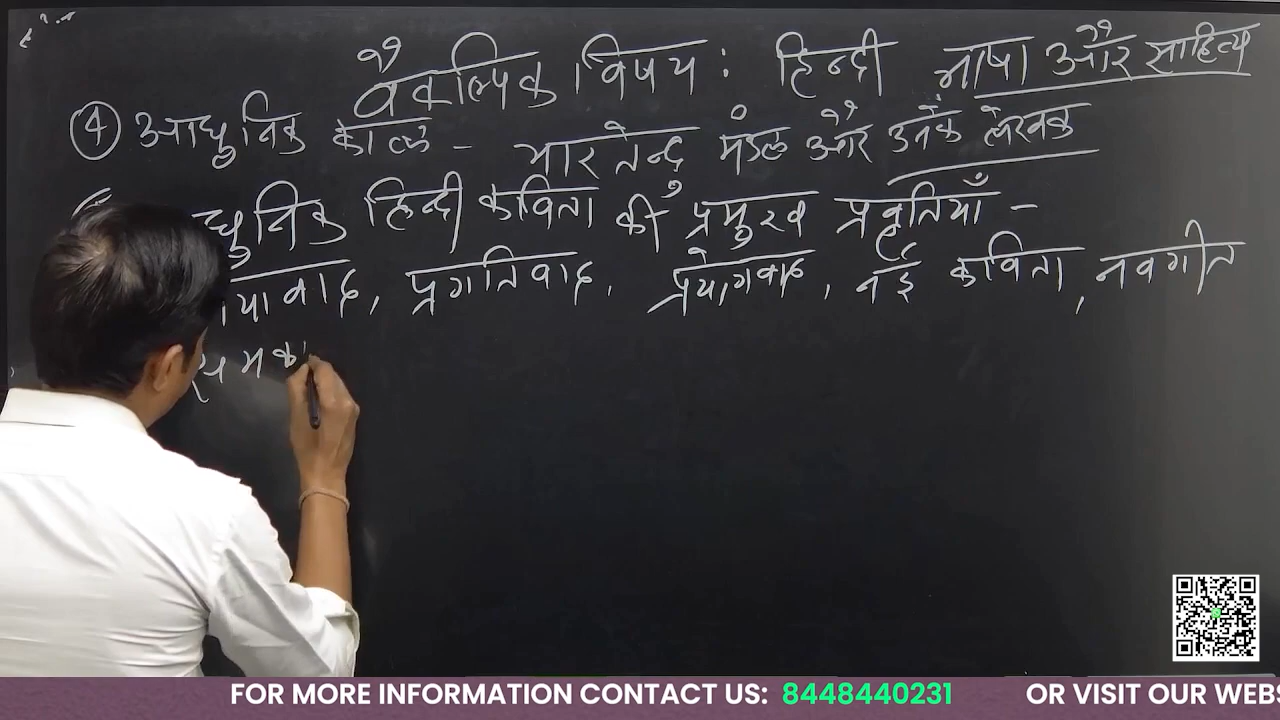 वैकल्पिक विषय : हिन्दी भाषा और साहित्य
④ आधुनिक काल - भारतेन्दु मंडल और उनके लेखक
धुनिक हिन्दी कविता की प्रमुख प्रवृतियाँ -
यावाद, प्रगतिवाद, प्रयोगवाद, नई कविता, नवगीत
समक
FOR MORE INFORMATION CONTACT US: 8448440231 OR VISIT OUR WEBS